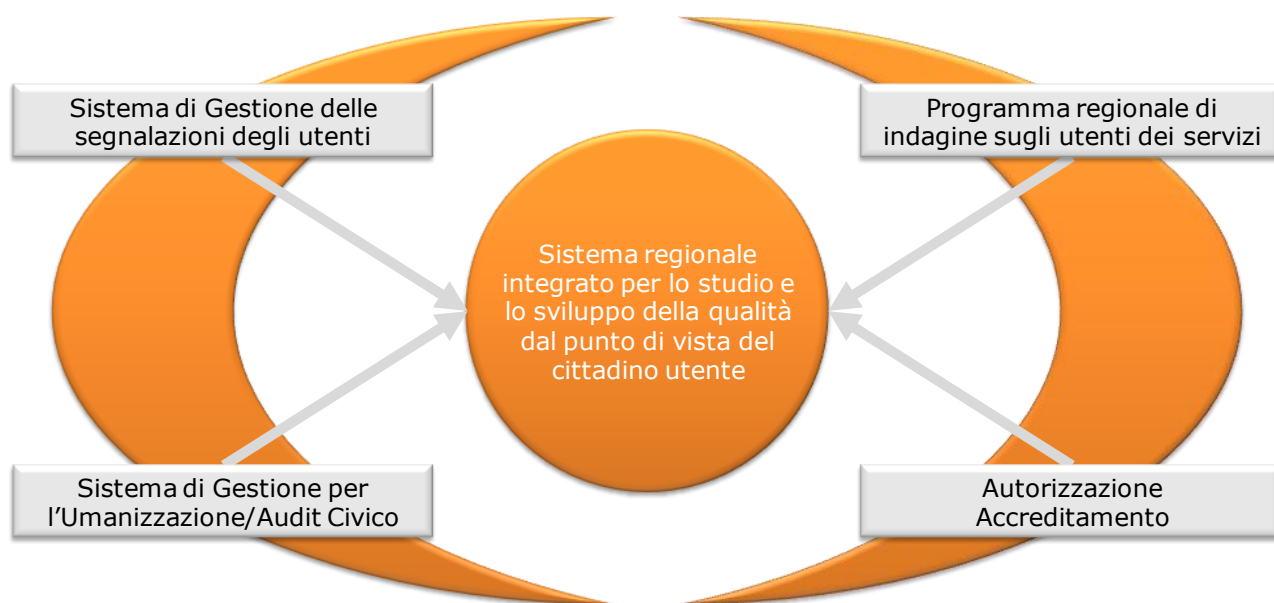 Sistema di Gestione delle
segnalazioni degli utenti
Programma regionale di
indagine sugli utenti dei servizi
Sistema regionale
integrato per lo studio e
lo sviluppo della qualità
dal punto di vista del
cittadino utente
Sistema di Gestione per
l'Umanizzazione/Audit Civico
Autorizzazione
Accreditamento